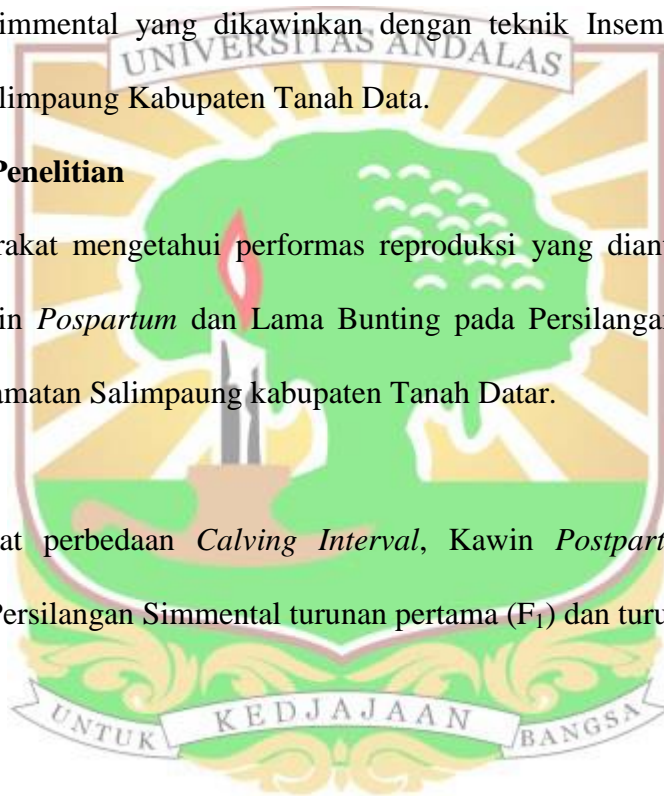 immental yang dikawinkan dengan teknik Insem
UNIVERSITAS ANDALAS
limpaung Kabupaten Tanah Data.
Penelitian
rakat mengetahui performas reproduksi yang dian
in Pospartum dan Lama Bunting pada Persilangan
amatan Salimpaung kabupaten Tanah Datar.
at perbedaan Calving Interval, Kawin Postpart
Persilangan Simmental turunan pertama (F₁) dan turu
UNTUK KEDJAJAAN BANGSA